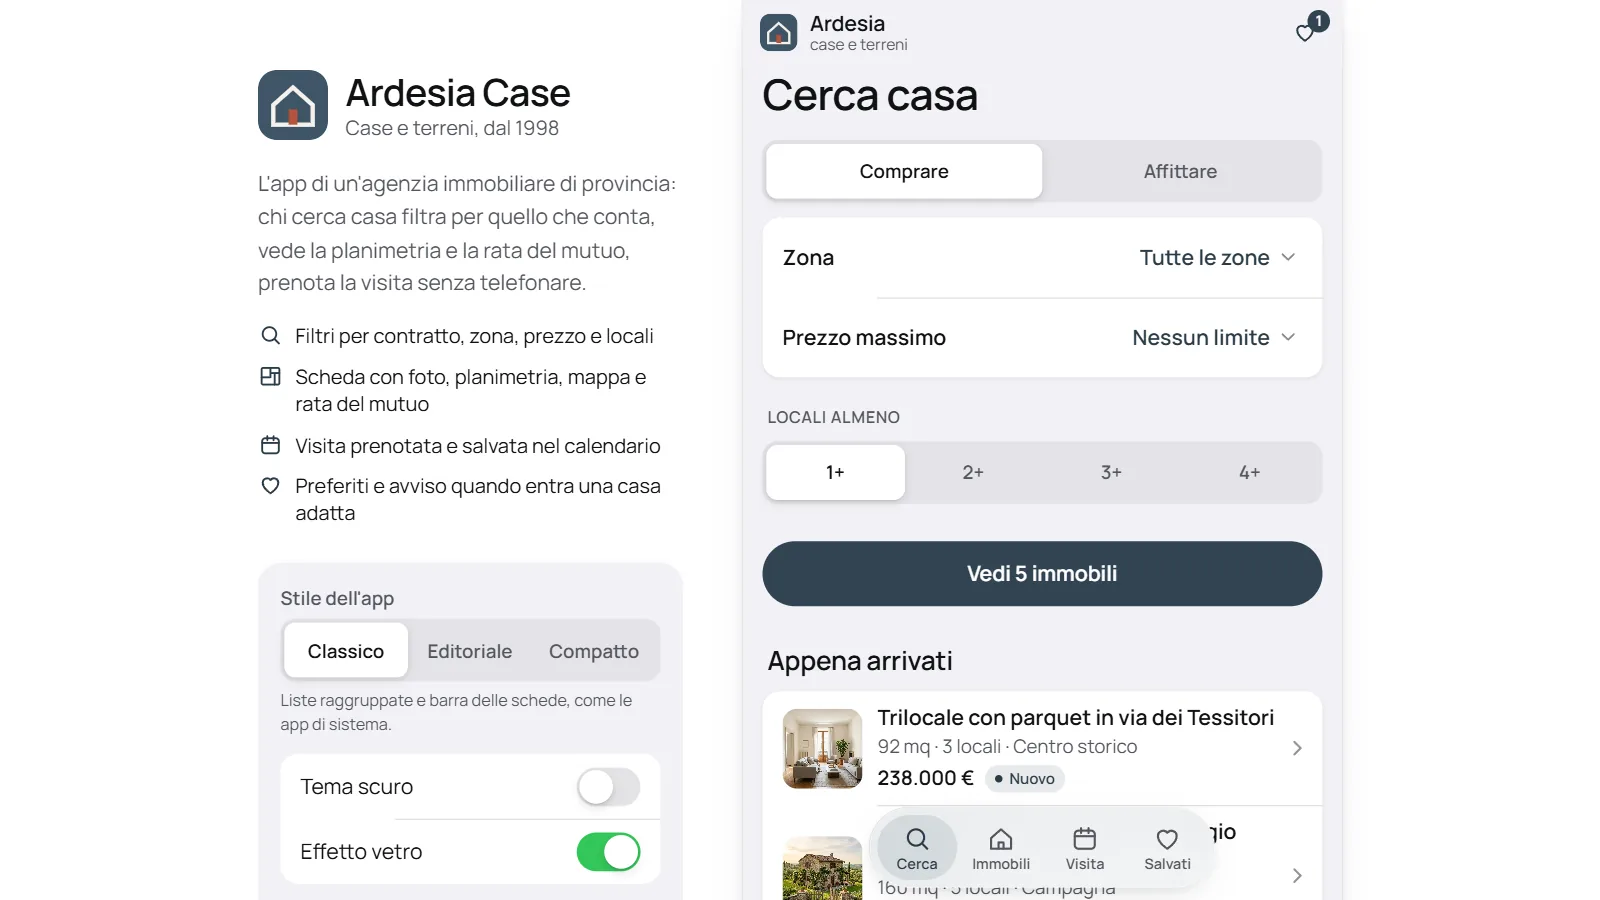 Ardesia Case
Case e terreni, dal 1998
L'app di un'agenzia immobiliare di provincia:
chi cerca casa filtra per quello che conta,
vede la planimetria e la rata del mutuo,
prenota la visita senza telefonare.
Filtri per contratto, zona, prezzo e locali
Scheda con foto, planimetria, mappa e
rata del mutuo
Visita prenotata e salvata nel calendario
Preferiti e avviso quando entra una casa
adatta
Stile dell'app
Classico
Editoriale
Compatto
Liste raggruppate e barra delle schede, come le
app di sistema.
Tema scuro
Effetto vetro
Ardesia
case e terreni
1
Cerca casa
Comprare
Affittare
Zona
Tutte le zone
Prezzo massimo
Nessun limite
LOCALI ALMENO
1+
2+
3+
4+
Vedi 5 immobili
Appena arrivati
Trilocale con parquet in via dei Tessitori
92 mq · 3 locali · Centro storico
238.000 €
Nuovo
160 mq · 5 locali · Campagna
Cerca
Immobili
Visita
Salvati